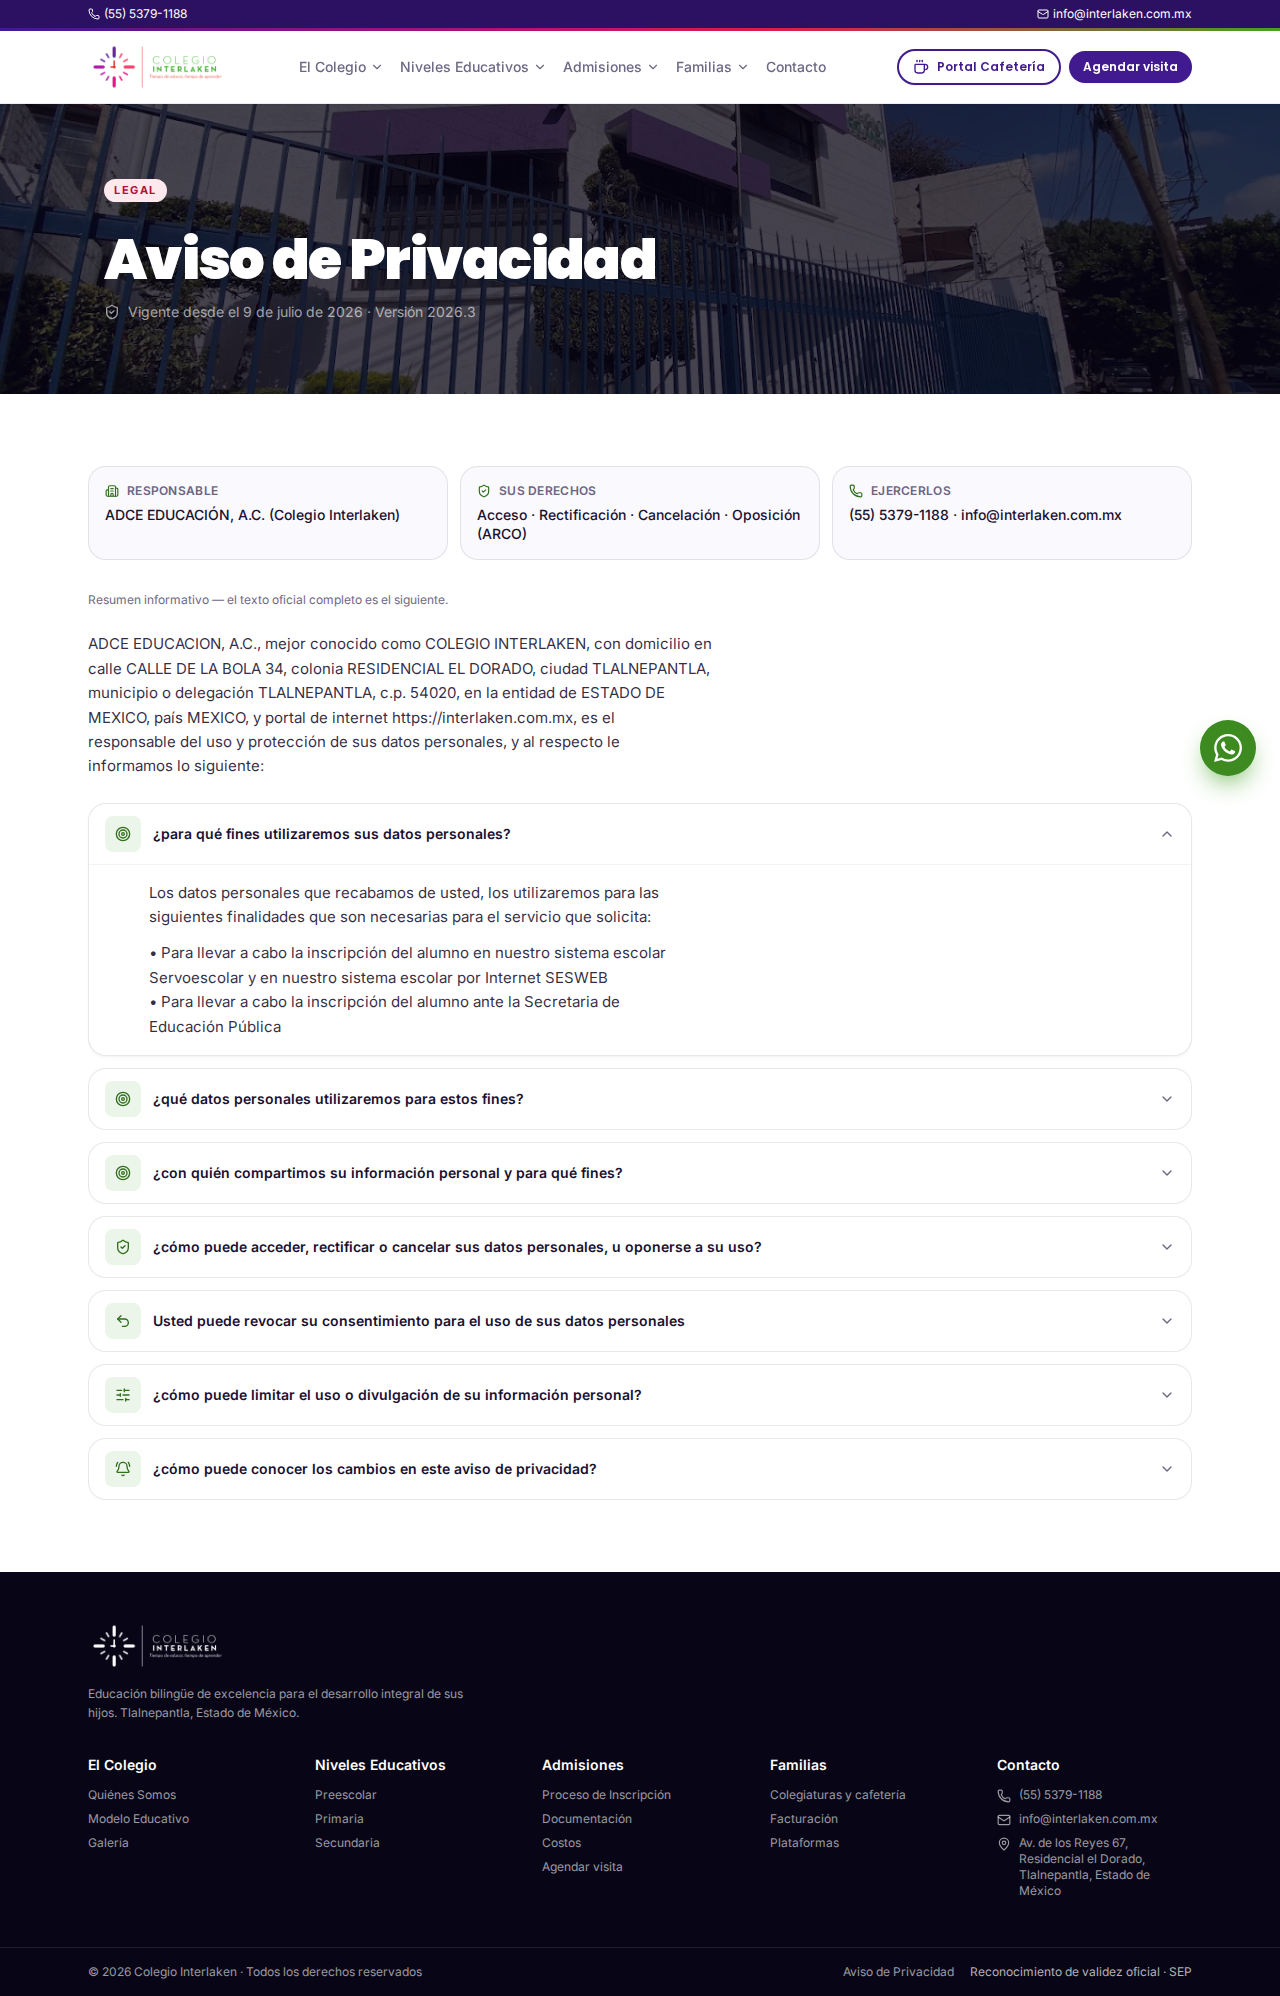 (55) 5379-1188
info@interlaken.com.mx
COLEGIO
INTERLAKEN
Tiempo de educar, tiempo de aprender
El Colegio
Niveles Educativos
Admisiones
Familias
Contacto
Portal Cafetería
Agendar visita
LEGAL
Aviso de Privacidad
Vigente desde el 9 de julio de 2026 · Versión 2026.3
RESPONSABLE
ADCE EDUCACIÓN, A.C. (Colegio Interlaken)
SUS DERECHOS
Acceso · Rectificación · Cancelación · Oposición
(ARCO)
EJERCERLOS
(55) 5379-1188 · info@interlaken.com.mx
Resumen informativo — el texto oficial completo es el siguiente.
ADCE EDUCACION, A.C., mejor conocido como COLEGIO INTERLAKEN, con domicilio en
calle CALLE DE LA BOLA 34, colonia RESIDENCIAL EL DORADO, ciudad TLALNEPANTLA,
municipio o delegación TLALNEPANTLA, c.p. 54020, en la entidad de ESTADO DE
MEXICO, país MEXICO, y portal de internet https://interlaken.com.mx, es el
responsable del uso y protección de sus datos personales, y al respecto le
informamos lo siguiente:
¿para qué fines utilizaremos sus datos personales?
Los datos personales que recabamos de usted, los utilizaremos para las
siguientes finalidades que son necesarias para el servicio que solicita:
• Para llevar a cabo la inscripción del alumno en nuestro sistema escolar
Servoescolar y en nuestro sistema escolar por Internet SESWEB
• Para llevar a cabo la inscripción del alumno ante la Secretaria de
Educación Pública
¿qué datos personales utilizaremos para estos fines?
¿con quién compartimos su información personal y para qué fines?
¿cómo puede acceder, rectificar o cancelar sus datos personales, u oponerse a su uso?
Usted puede revocar su consentimiento para el uso de sus datos personales
¿cómo puede limitar el uso o divulgación de su información personal?
¿cómo puede conocer los cambios en este aviso de privacidad?
COLEGIO
INTERLAKEN
Tiempo de educar, tiempo de aprender
Educación bilingüe de excelencia para el desarrollo integral de sus
hijos. Tlalnepantla, Estado de México.
El Colegio
Quiénes Somos
Modelo Educativo
Galería
Niveles Educativos
Preescolar
Primaria
Secundaria
Admisiones
Proceso de Inscripción
Documentación
Costos
Agendar visita
Familias
Colegiaturas y cafetería
Facturación
Plataformas
Contacto
(55) 5379-1188
info@interlaken.com.mx
Av. de los Reyes 67,
Residencial el Dorado,
Tlalnepantla, Estado de
México
© 2026 Colegio Interlaken · Todos los derechos reservados
Aviso de Privacidad
Reconocimiento de validez oficial · SEP